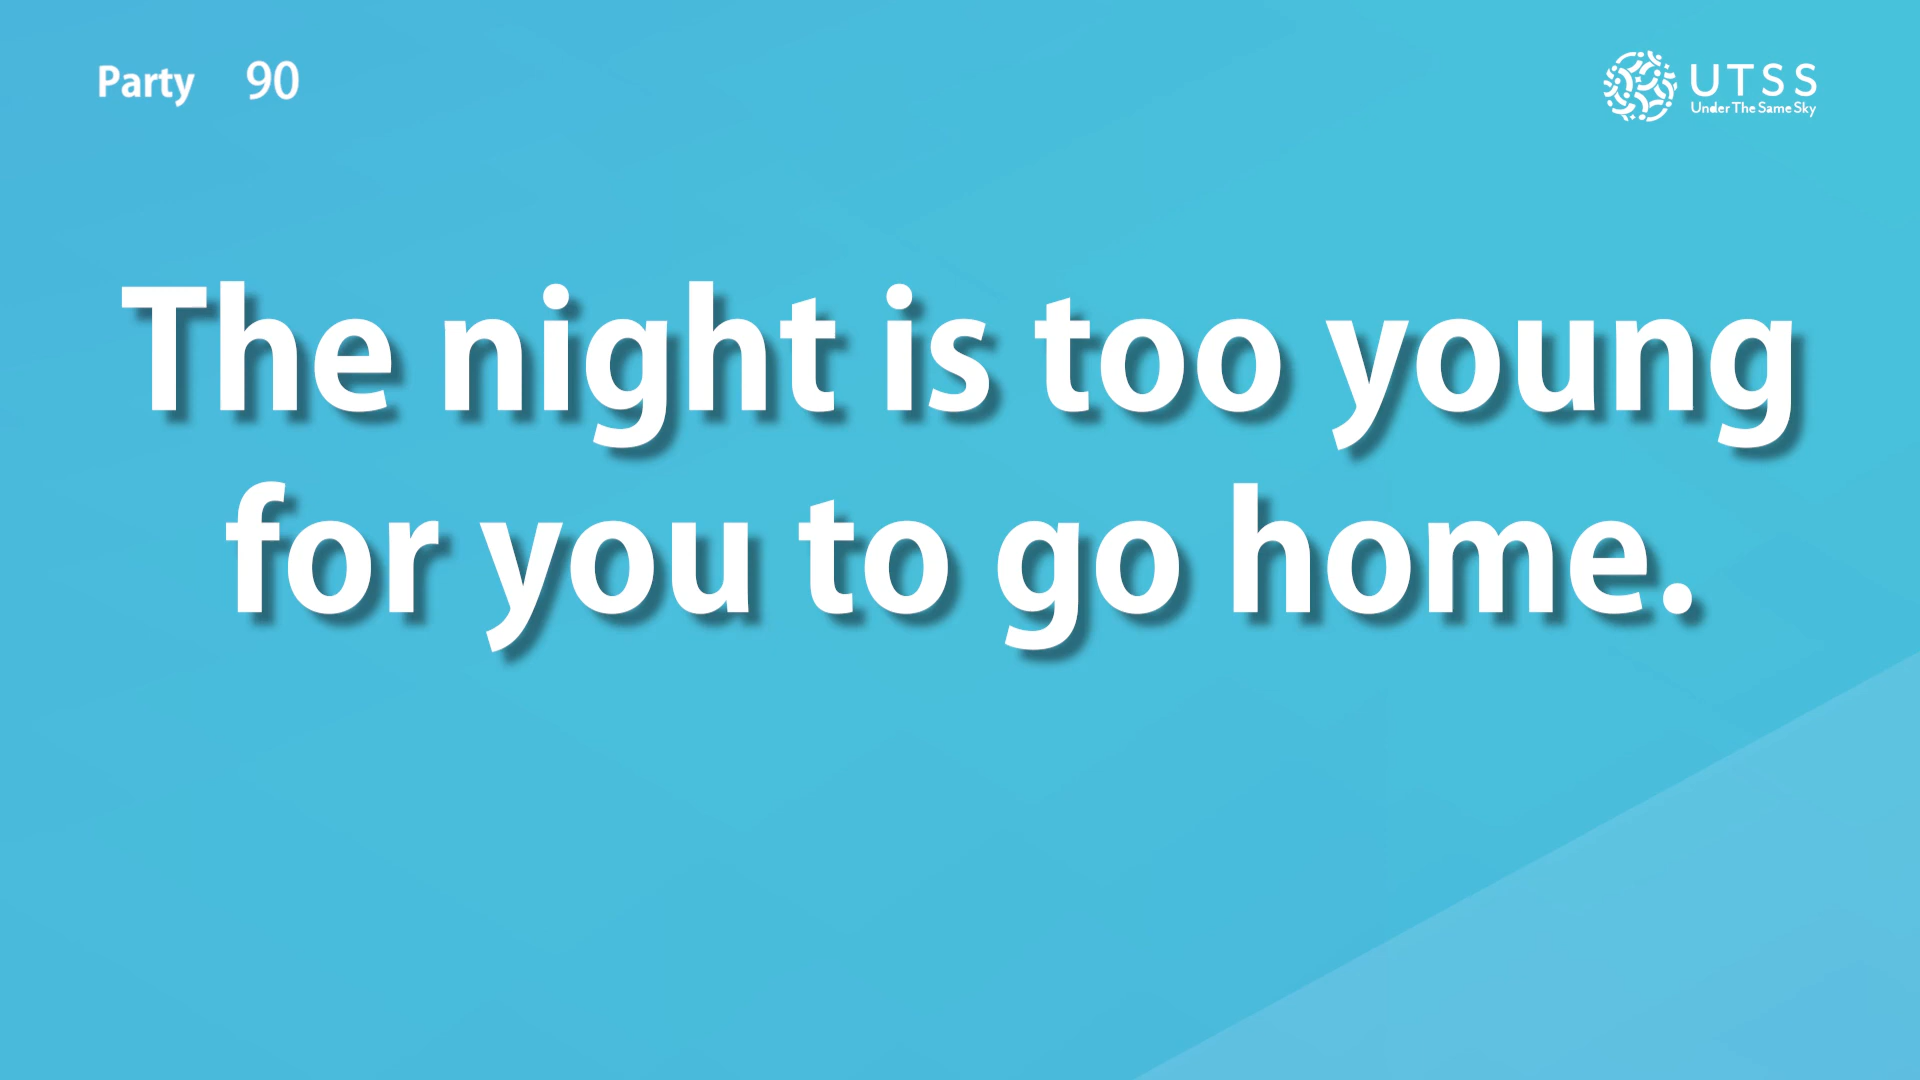 Party 90
UTSS
Under The Same Sky
The night is too young
for you to go home.